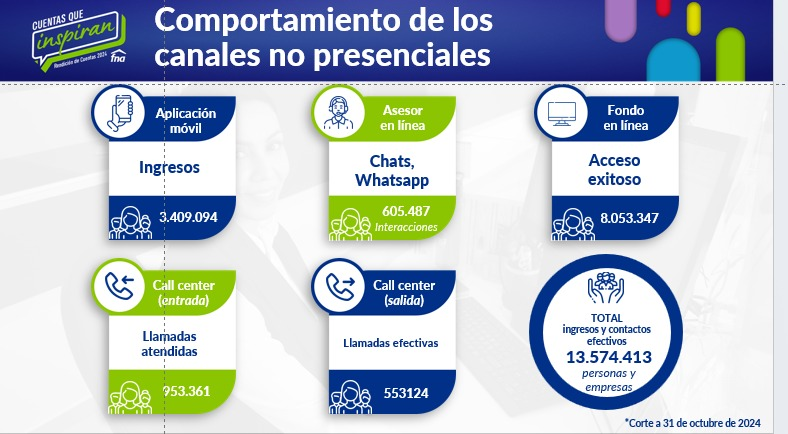 CUENTAS QUE
inspiran
Rendición de Cuentas 2024
fna
Comportamiento de los
canales no presenciales
Aplicación
móvil
Ingresos
3.409.094
Asesor
en línea
Chats,
Whatsapp
605.487
Interacciones
Fondo
en línea
Acceso
exitoso
8.053.347
Call center
(entrada)
Llamadas
atendidas
953.361
Call center
(salida)
Llamadas efectivas
553124
TOTAL
ingresos y contactos
efectivos
13.574.413
personas y
empresas
*Corte a 31 de octubre de 2024